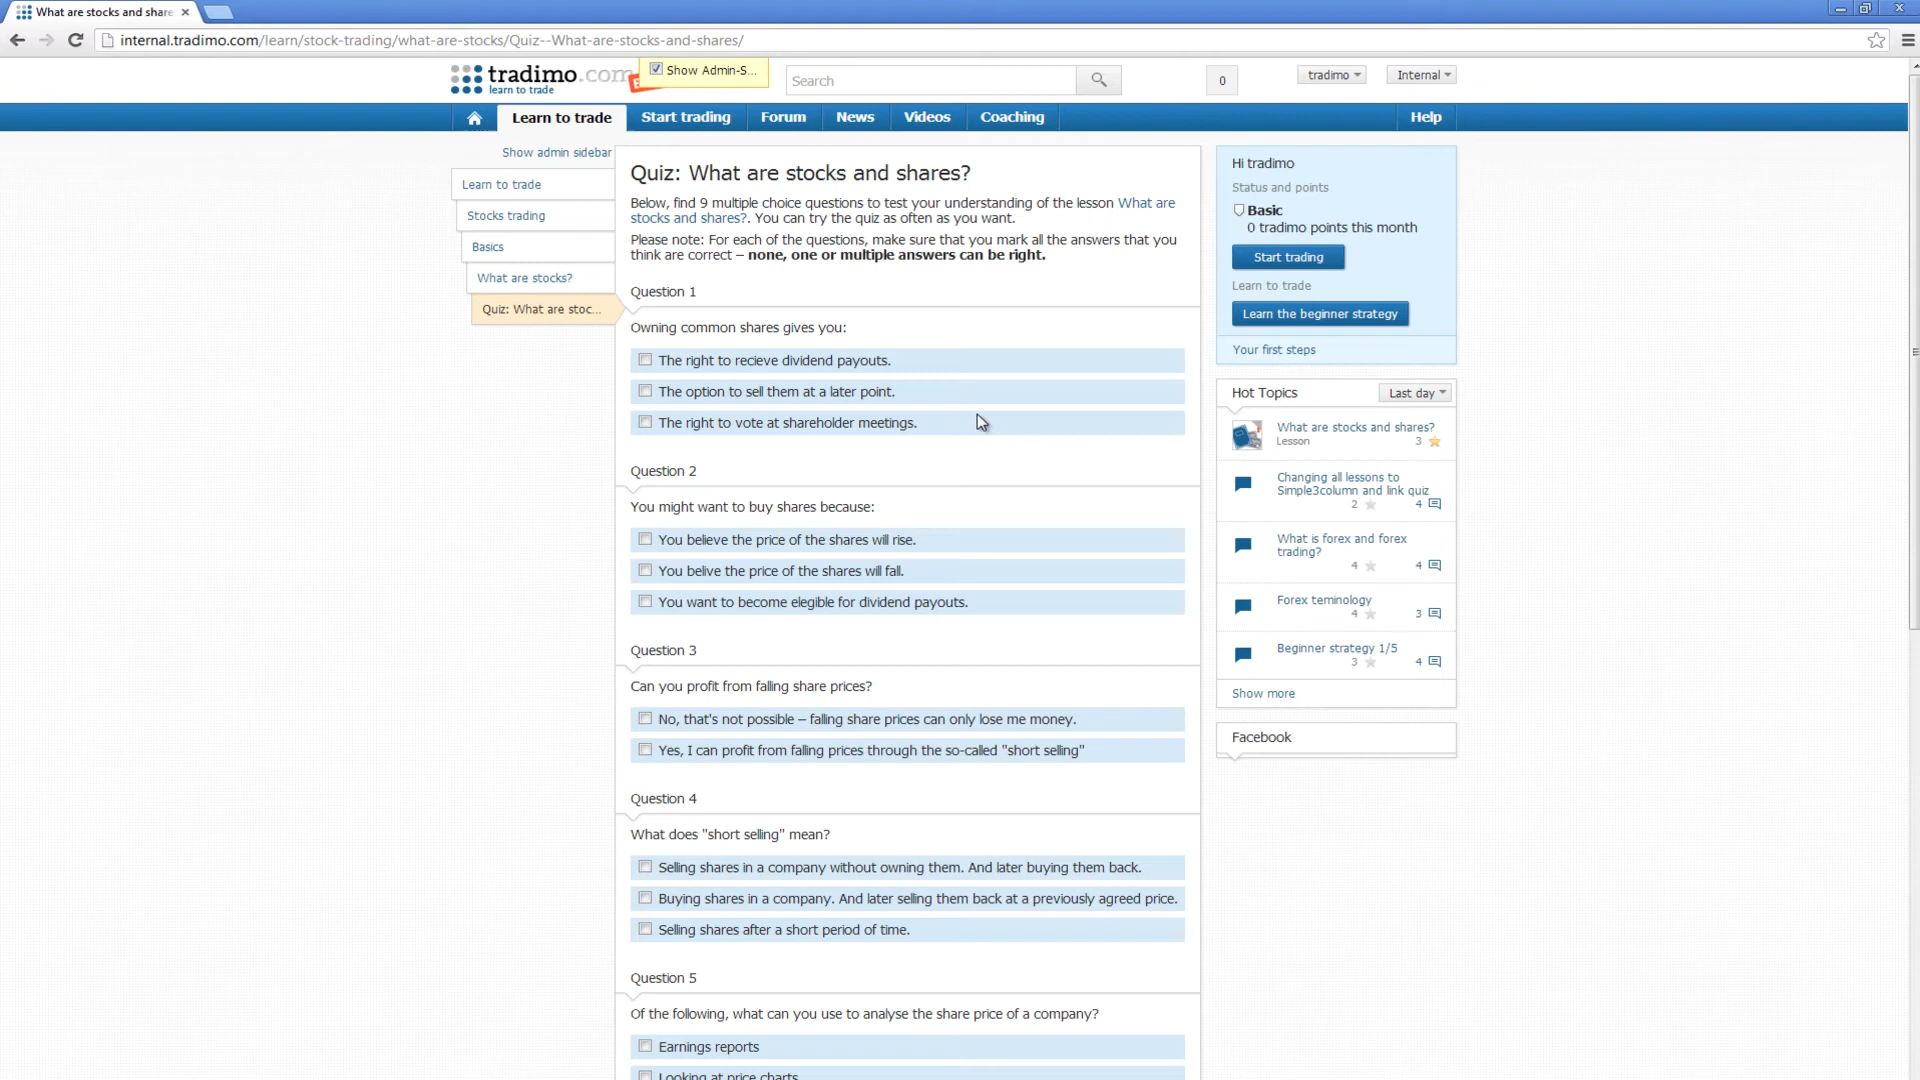 What are stocks and share
internal.tradimo.com/learn/stock-trading/what-are-stocks/Quiz--What-are-stocks-and-shares/
tradimo.com
learn to trade
Show Admin-S...
Search
0
tradimo
Internal
Learn to trade
Start trading
Forum
News
Videos
Coaching
Help
Show admin sidebar
Learn to trade
Stocks trading
Basics
What are stocks?
Quiz: What are stoc...
Quiz: What are stocks and shares?
Below, find 9 multiple choice questions to test your understanding of the lesson What are
stocks and shares?. You can try the quiz as often as you want.
Please note: For each of the questions, make sure that you mark all the answers that you
think are correct – none, one or multiple answers can be right.
Question 1
Owning common shares gives you:
The right to recieve dividend payouts.
The option to sell them at a later point.
The right to vote at shareholder meetings.
Question 2
You might want to buy shares because:
You believe the price of the shares will rise.
You belive the price of the shares will fall.
You want to become elegible for dividend payouts.
Question 3
Can you profit from falling share prices?
No, that's not possible – falling share prices can only lose me money.
Yes, I can profit from falling prices through the so-called "short selling"
Question 4
What does "short selling" mean?
Selling shares in a company without owning them. And later buying them back.
Buying shares in a company. And later selling them back at a previously agreed price.
Selling shares after a short period of time.
Question 5
Of the following, what can you use to analyse the share price of a company?
Earnings reports
Looking at price charts
Hi tradimo
Status and points
Basic
0 tradimo points this month
Start trading
Learn to trade
Learn the beginner strategy
Your first steps
Hot Topics
Last day
What are stocks and shares?
Lesson 3
Changing all lessons to
Simple3column and link quiz
2 4
What is forex and forex
trading?
4 4
Forex teminology
4 3
Beginner strategy 1/5
3 4
Show more
Facebook